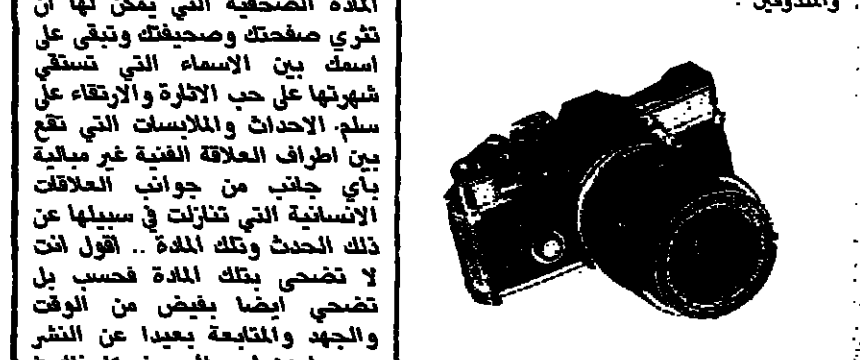 والمتذوقين .
المادة الصحفية التي يمكن لها ان
تثري صفحتك وصحيفتك وتبقى على
اسمك بين الاسماء التي تستقي
شهرتها على حب الاثارة والارتقاء على
سلم. الاحداث والملابسات التي تقع
بين اطراف العلاقة الفنية غير مبالية
بأي جانب من جوانب العلاقات
الانسانية التي تنازلت في سبيلها عن
ذلك الحدث وتلك المادة .. اقول انت
لا تضحى بتلك المادة فحسب بل
تضحي ايضا بفيض من الوقت
والجهد والمتابعة بعيدا عن النشر